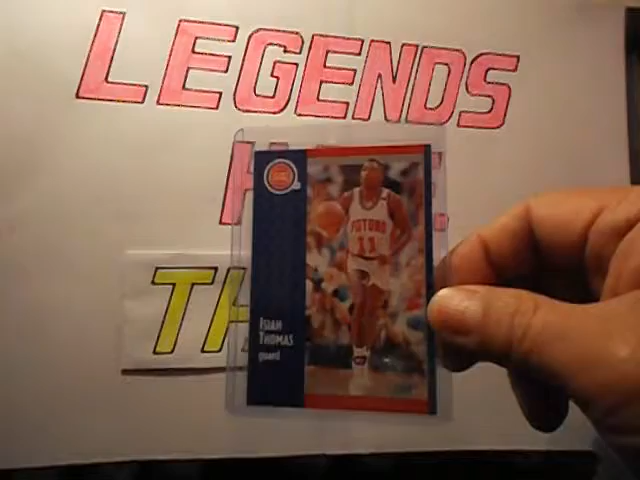 LEGENDS
H
TH
ISIAH
THOMAS
guard
PISTONS
11